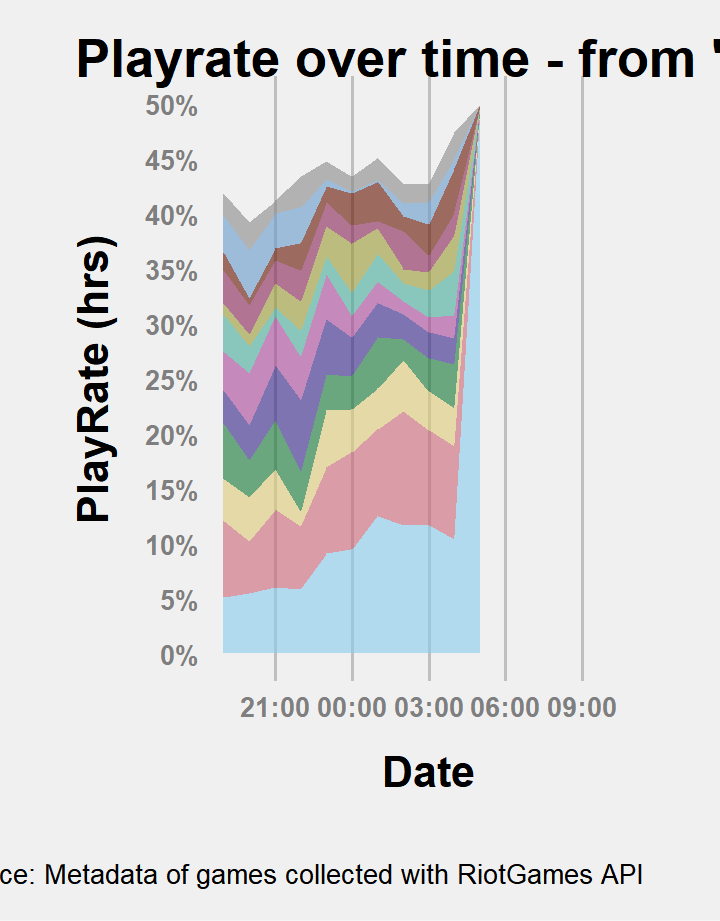 Playrate over time - from '
50%
45%
40%
35%
30%
25%
20%
15%
10%
5%
0%
PlayRate (hrs)
21:00 00:00 03:00 06:00 09:00
Date
ce: Metadata of games collected with RiotGames API